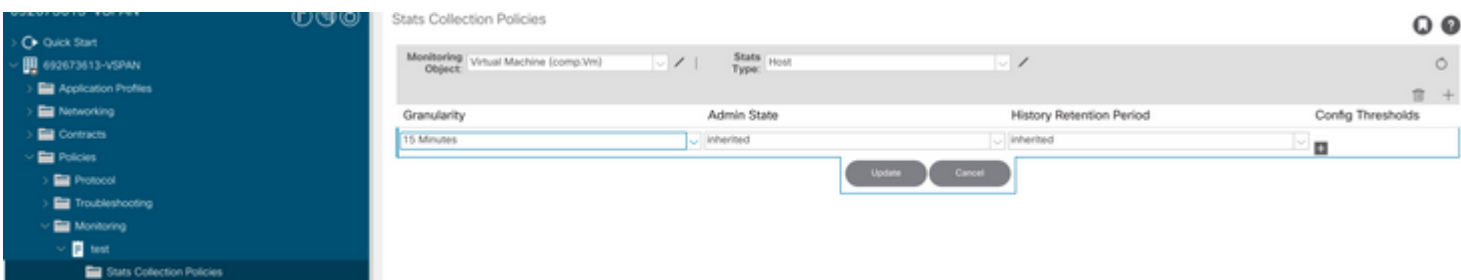 692673613-VSPAN
Stats Collection Policies
Quick Start
692673613-VSPAN
Monitoring Object: Virtual Machine (comp.Vm)
Stats Type: Host
Application Profiles
Networking
Granularity Admin State History Retention Period Config Thresholds
Contracts
15 Minutes inherited inherited
Policies
Update Cancel
Protocol
Troubleshooting
Monitoring
test
Stats Collection Policies